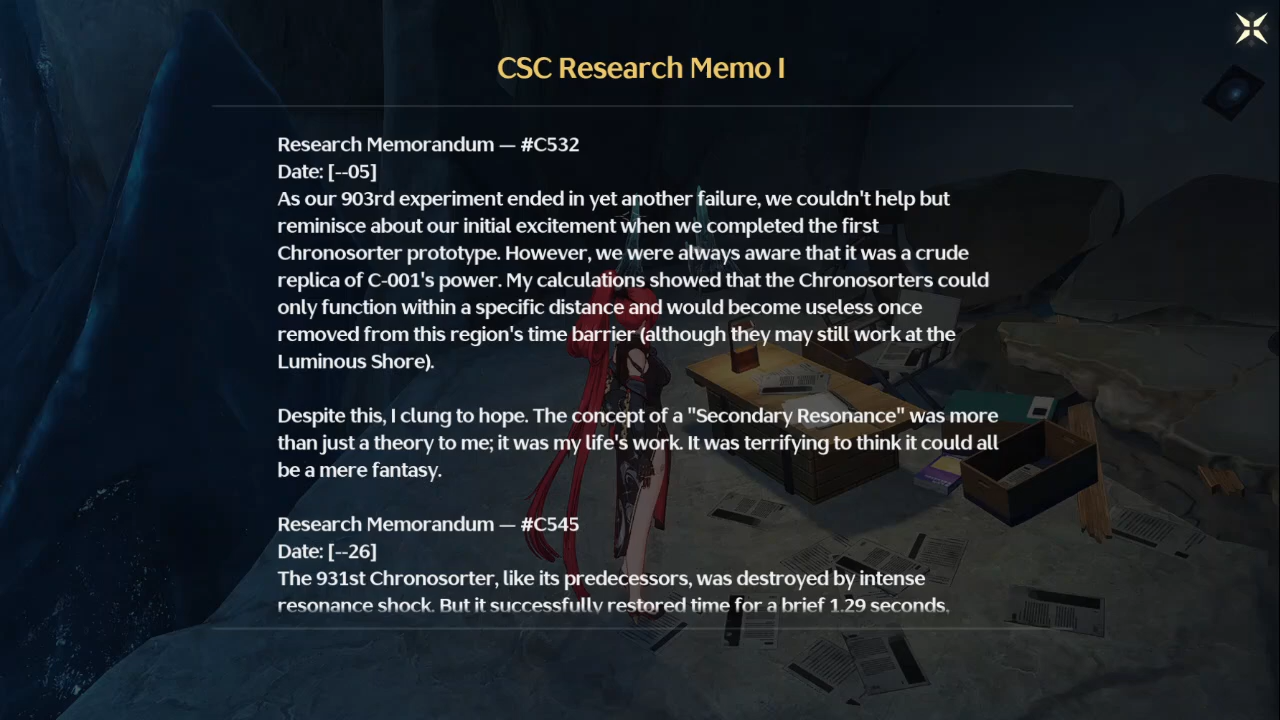 CSC Research Memo I
Research Memorandum — #C532
Date: [--05]
As our 903rd experiment ended in yet another failure, we couldn't help but
reminisce about our initial excitement when we completed the first
Chronosorter prototype. However, we were always aware that it was a crude
replica of C-001's power. My calculations showed that the Chronosorters could
only function within a specific distance and would become useless once
removed from this region's time barrier (although they may still work at the
Luminous Shore).
Despite this, I clung to hope. The concept of a "Secondary Resonance" was more
than just a theory to me; it was my life's work. It was terrifying to think it could all
be a mere fantasy.
Research Memorandum — #C545
Date: [--26]
The 931st Chronosorter, like its predecessors, was destroyed by intense
resonance shock. But it successfully restored time for a brief 1.29 seconds.